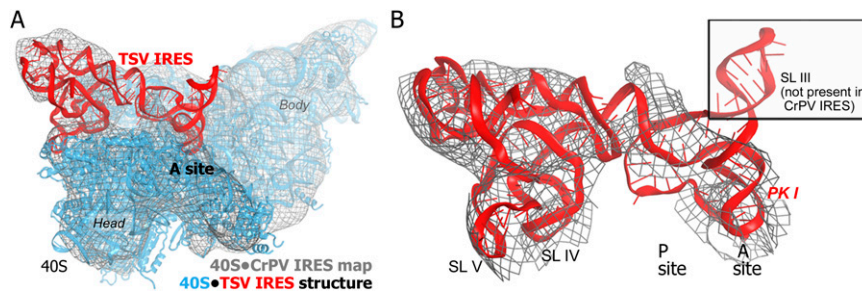 A
TSV IRES
Body
A site
Head
40S
40S●CrPV IRES map
40S●TSV IRES structure
B
SL III
(not present in
CrPV IRES)
PK I
SL V
SL IV
P
site
A
site